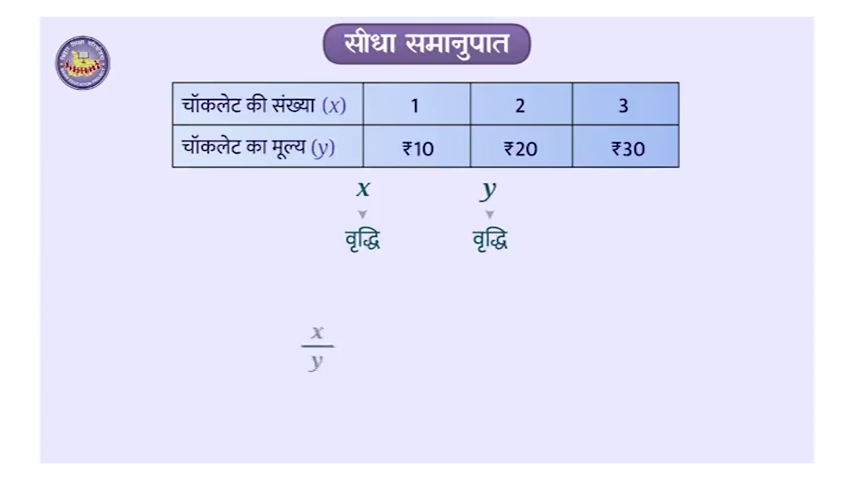 सीधा समानुपात
चॉकलेट की संख्या (x) 1 2 3
चॉकलेट का मूल्य (y) ₹10 ₹20 ₹30
x y
वृद्धि वृद्धि
x
y